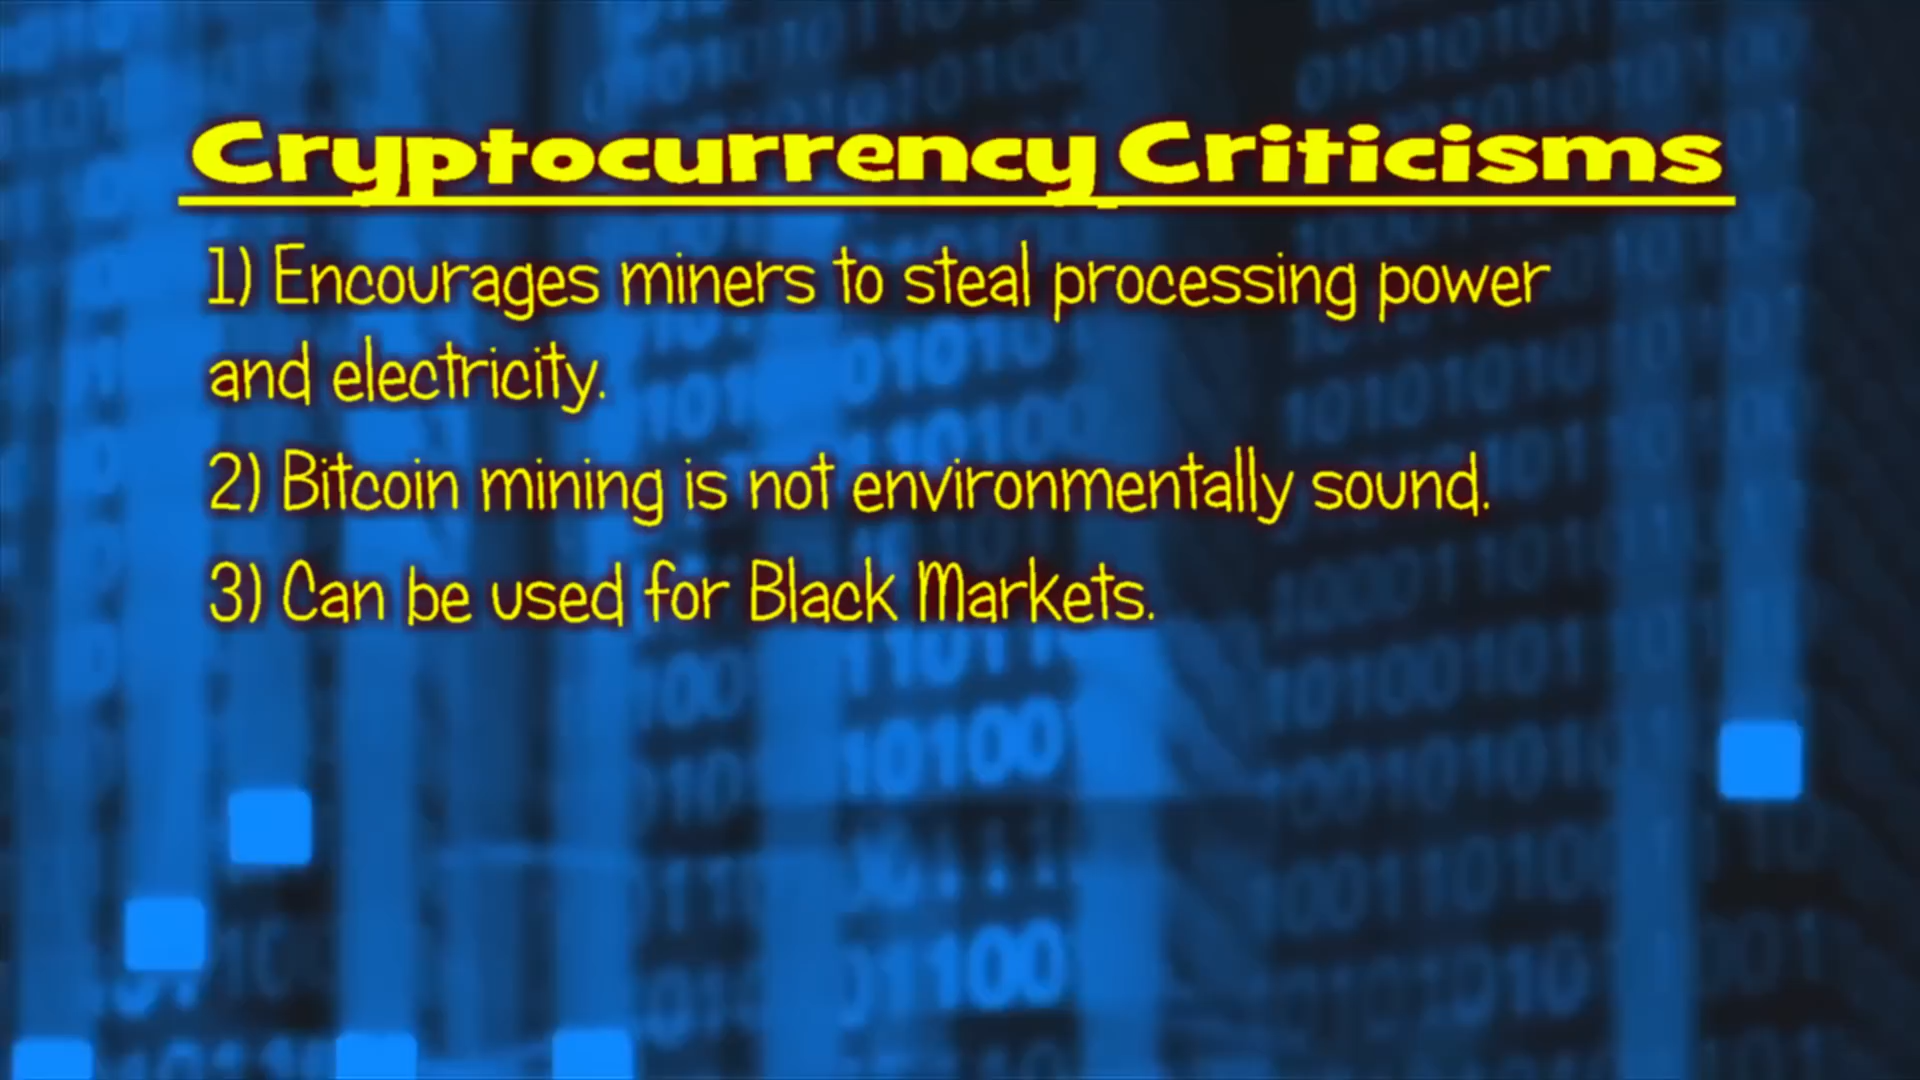 Cryptocurrency Criticisms
1) Encourages miners to steal processing power
and electricity.
2) Bitcoin mining is not environmentally sound.
3) Can be used for Black Markets.